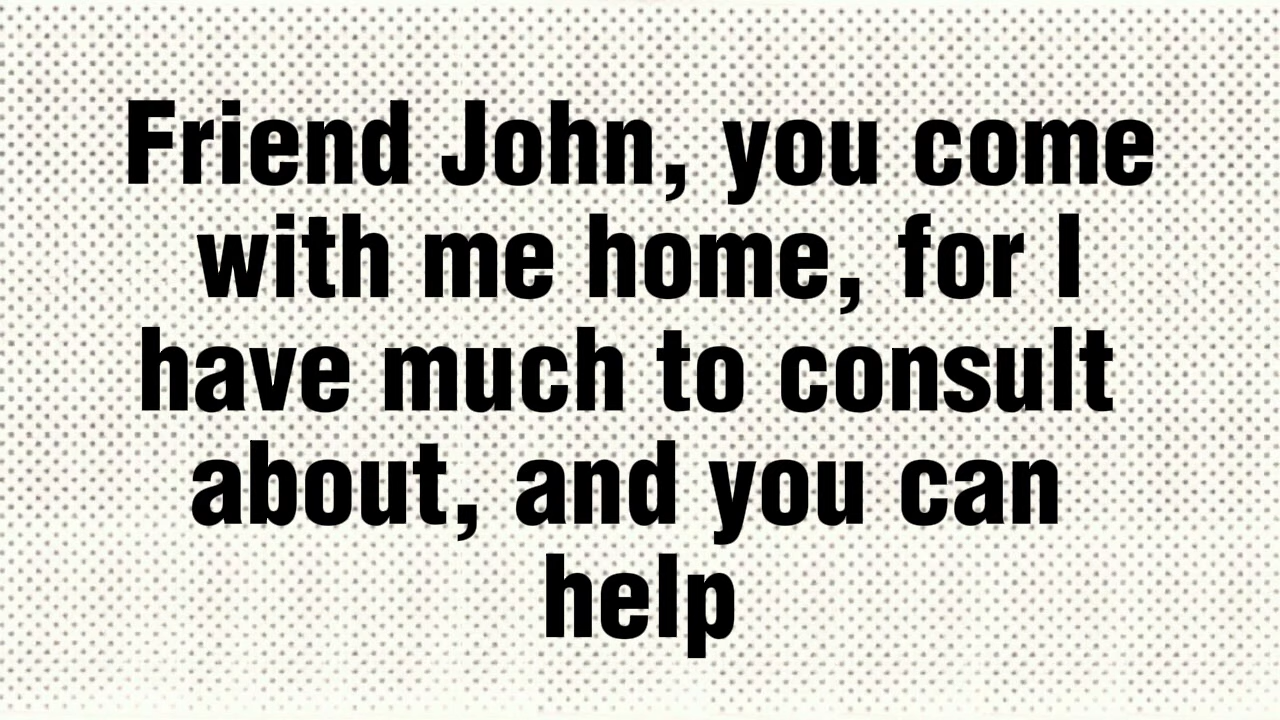 Friend John, you come
with me home, for I
have much to consult
about, and you can
help